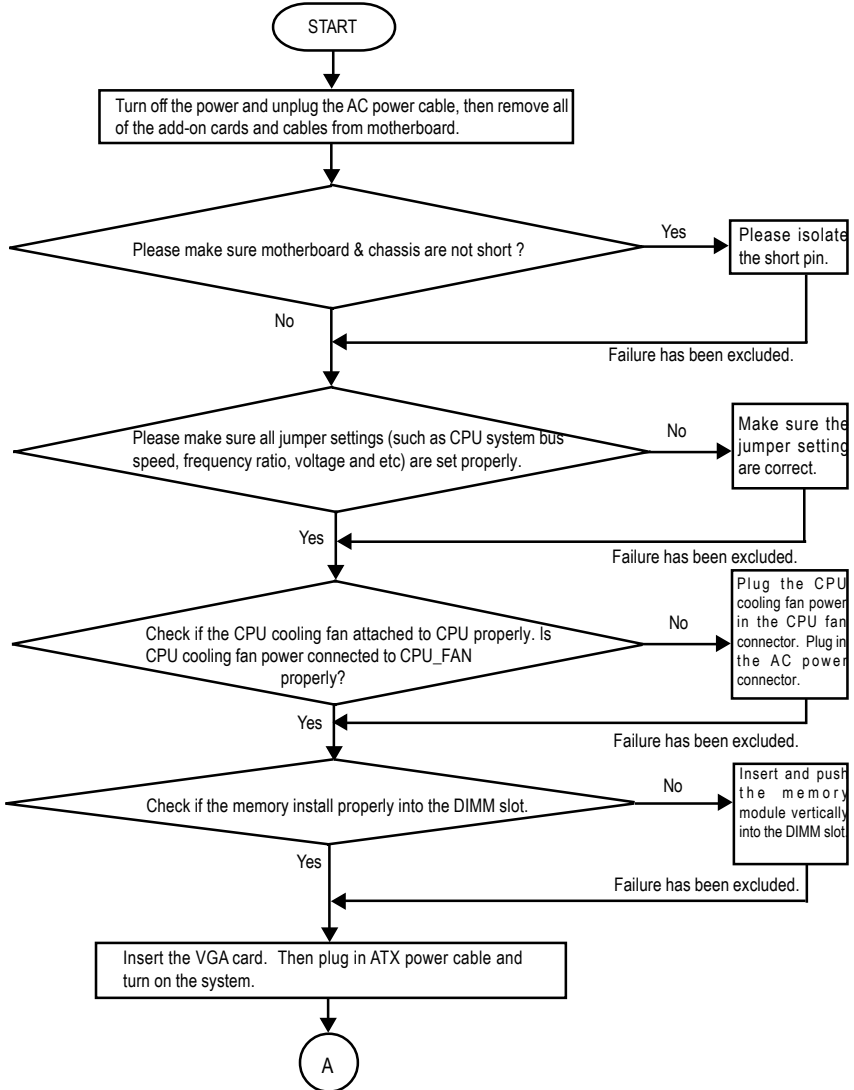 START
Turn off the power and unplug the AC power cable, then remove all
of the add-on cards and cables from motherboard.
Please make sure motherboard & chassis are not short ?
Yes
Please isolate
the short pin.
No
Failure has been excluded.
Please make sure all jumper settings (such as CPU system bus
speed, frequency ratio, voltage and etc) are set properly.
No
Make sure the
jumper setting
are correct.
Yes
Failure has been excluded.
Check if the CPU cooling fan attached to CPU properly. Is
CPU cooling fan power connected to CPU_FAN
properly?
No
Plug the CPU
cooling fan power
in the CPU fan
connector. Plug in
the AC power
connector.
Yes
Failure has been excluded.
Check if the memory install properly into the DIMM slot.
No
Insert and push
the memory
module vertically
into the DIMM slot.
Yes
Failure has been excluded.
Insert the VGA card. Then plug in ATX power cable and
turn on the system.
A